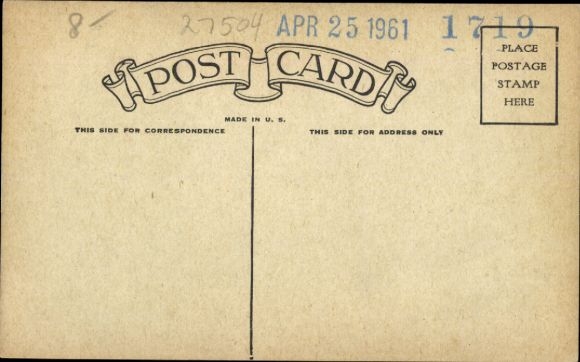 8- 27504 APR 25 1961 1719
POST CARD
PLACE
POSTAGE
STAMP
HERE
MADE IN U. S.
THIS SIDE FOR CORRESPONDENCE
THIS SIDE FOR ADDRESS ONLY